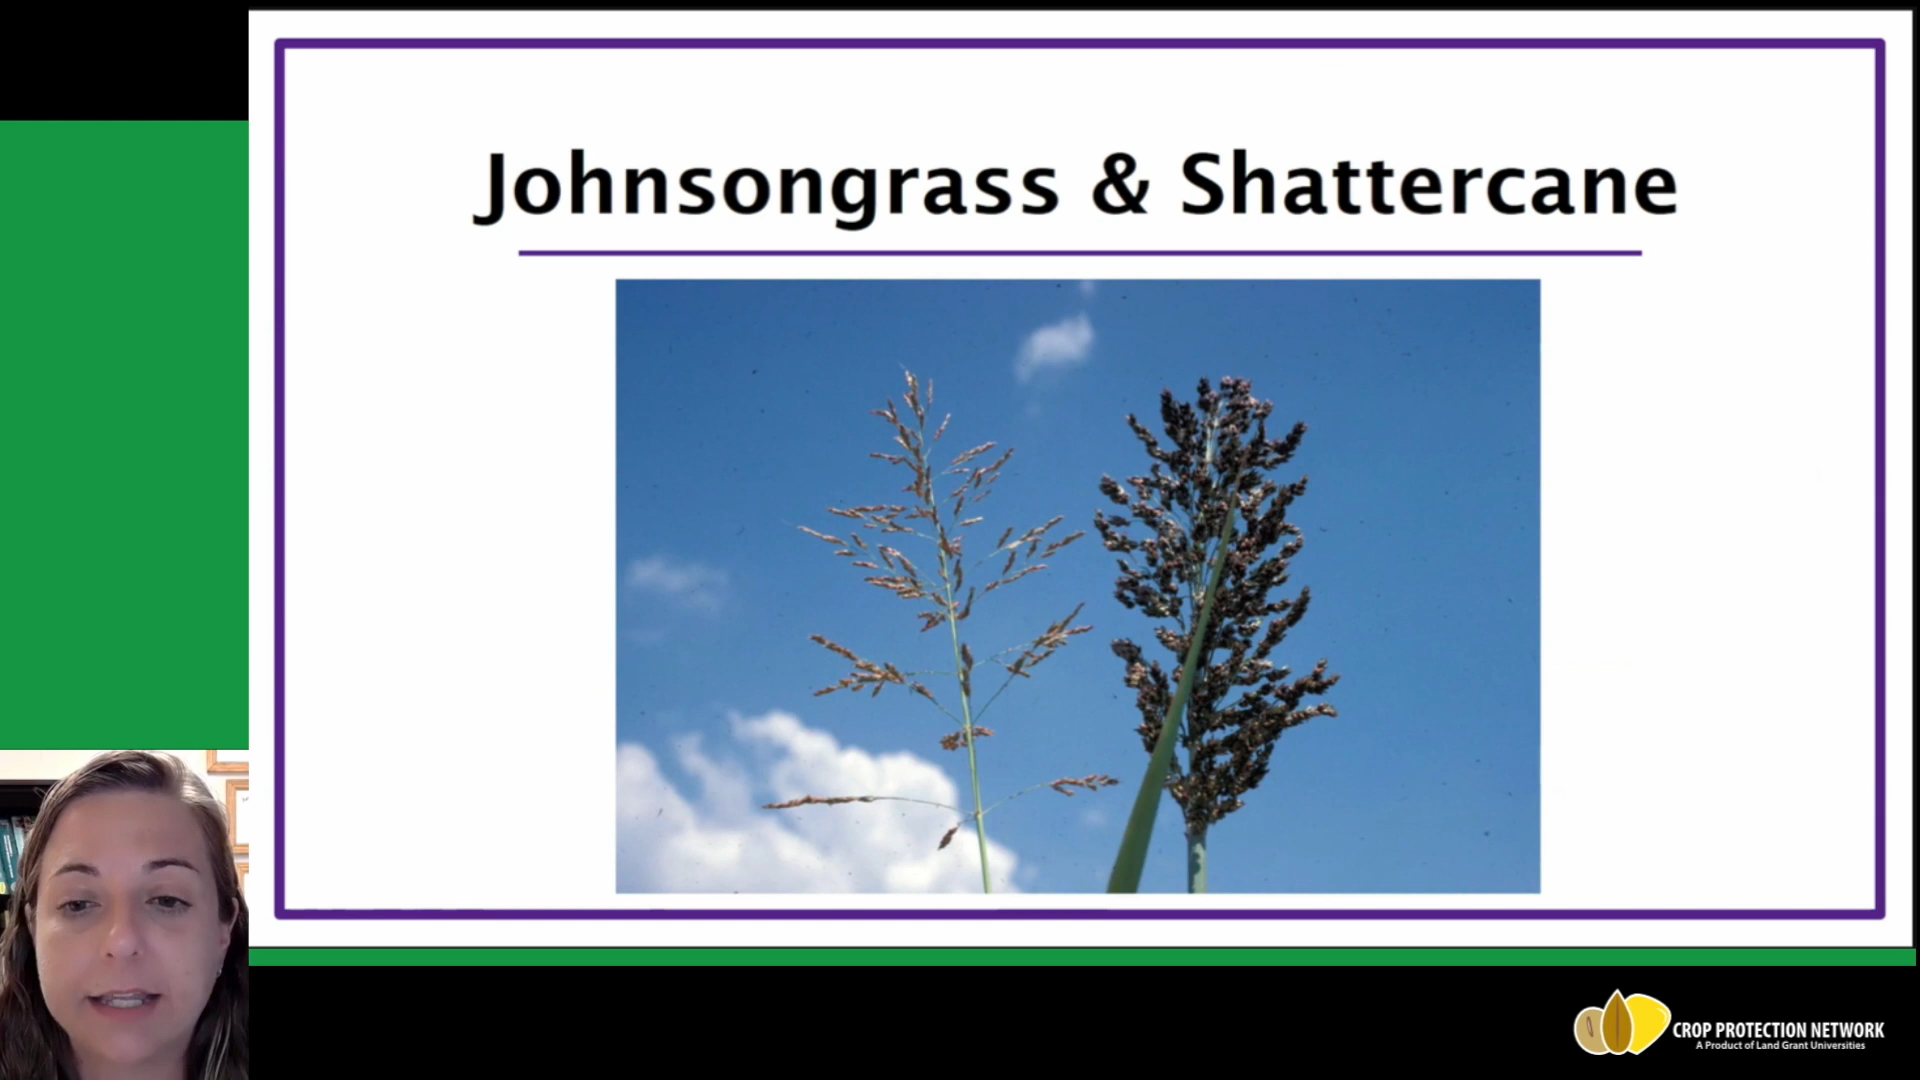 Johnsongrass & Shattercane
CROP PROTECTION NETWORK
A Product of Land Grant Universities